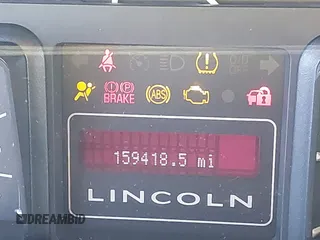 BRAKE
ABS
159418.5 mi
LINCOLN
DREAMBID